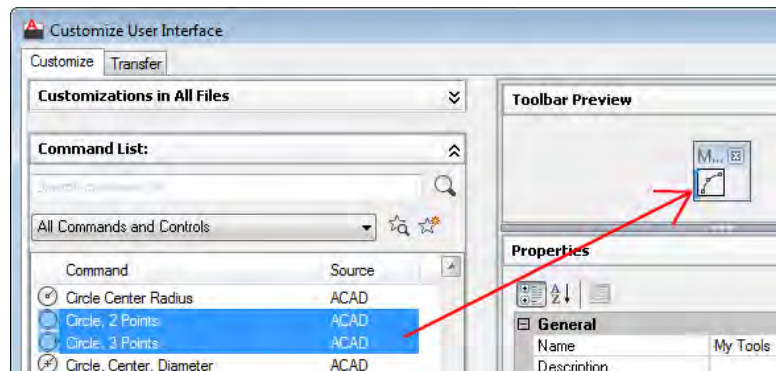 Customize User Interface
Customize Transfer
Customizations in All Files
Command List:
All Commands and Controls
Command Source
Circle Center Radius ACAD
Circle, 2 Points ACAD
Circle, 3 Points ACAD
Circle, Center, Diameter ACAD
Toolbar Preview
M...
Properties
General
Name My Tools
Description